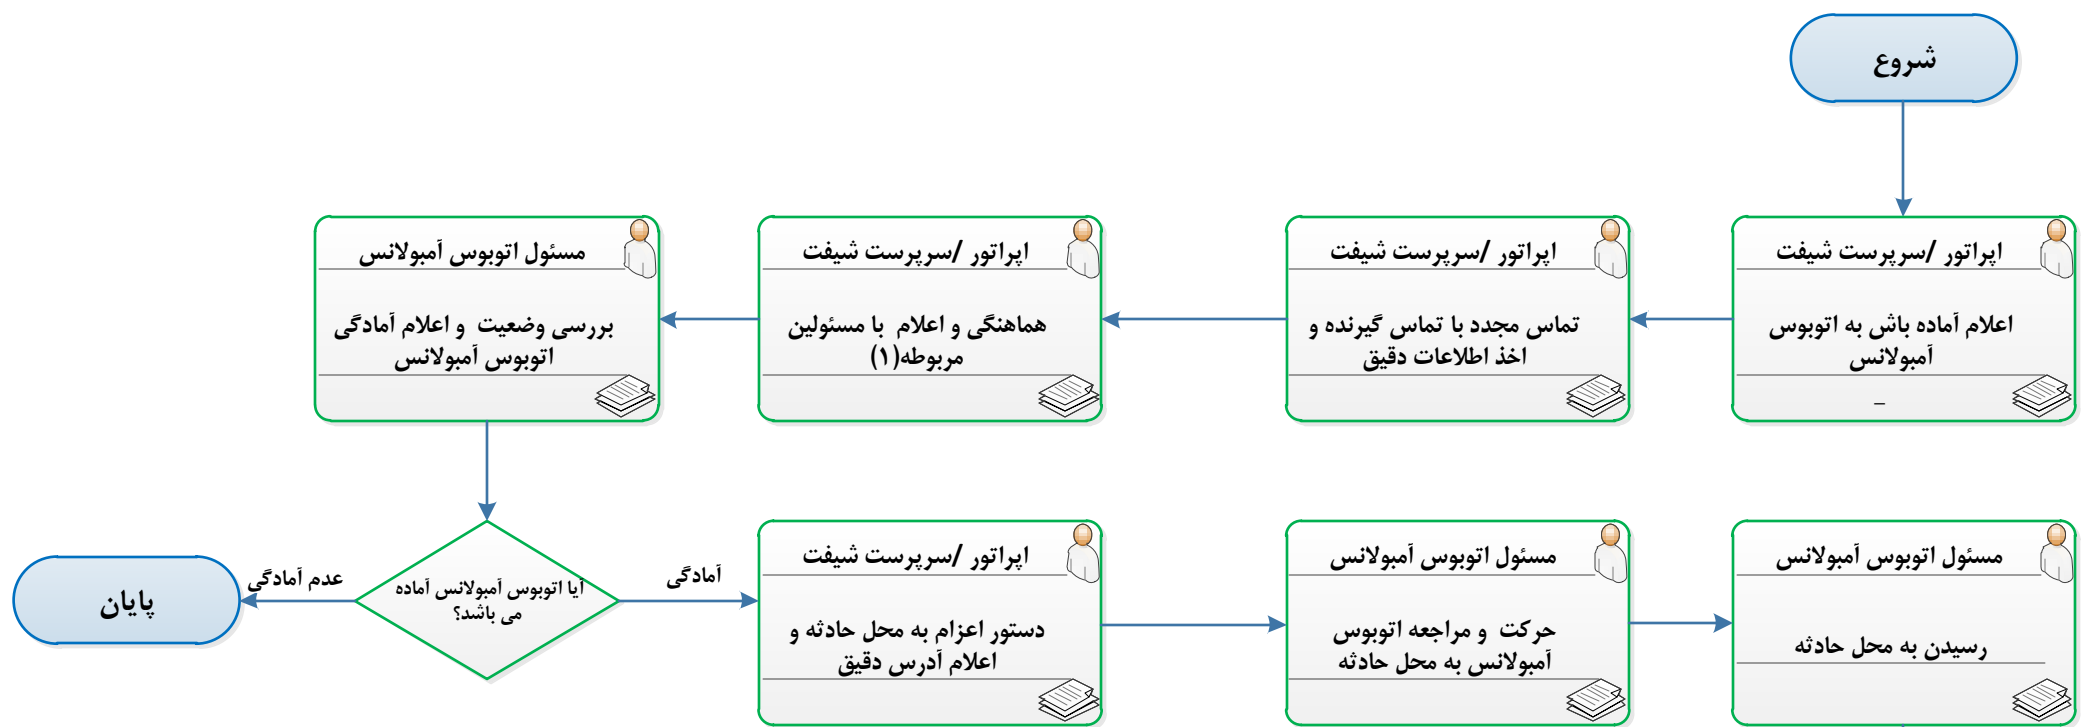 شروع
اپراتور /سرپرست شیفت
اعلام آماده باش به اتوبوس
آمبولانس
_
اپراتور /سرپرست شیفت
تماس مجدد با تماس گیرنده و
اخذ اطلاعات دقیق
اپراتور /سرپرست شیفت
هماهنگی و اعلام با مسئولین
مربوطه(۱)
مسئول اتوبوس آمبولانس
بررسی وضعیت و اعلام آمادگی
اتوبوس آمبولانس
آیا اتوبوس آمبولانس آماده
می باشد؟
عدم آمادگی
پایان
آمادگی
اپراتور /سرپرست شیفت
دستور اعزام به محل حادثه و
اعلام آدرس دقیق
مسئول اتوبوس آمبولانس
حرکت و مراجعه اتوبوس
آمبولانس به محل حادثه
مسئول اتوبوس آمبولانس
رسیدن به محل حادثه